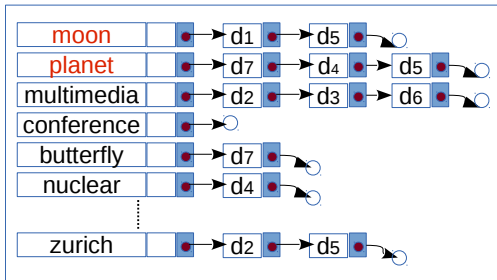 moon d1 d5
planet d7 d4 d5
multimedia d2 d3 d6
conference
butterfly d7
nuclear d4
zurich d2 d5